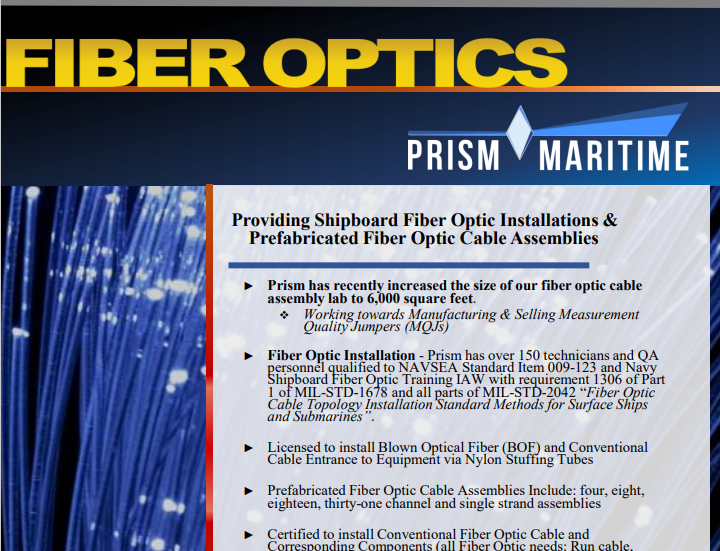 FIBER OPTICS
PRISM MARITIME
Providing Shipboard Fiber Optic Installations &
Prefabricated Fiber Optic Cable Assemblies
► Prism has recently increased the size of our fiber optic cable
assembly lab to 6,000 square feet.
❖ Working towards Manufacturing & Selling Measurement
Quality Jumpers (MQJs)
► Fiber Optic Installation - Prism has over 150 technicians and QA
personnel qualified to NAVSEA Standard Item 009-123 and Navy
Shipboard Fiber Optic Training IAW with requirement 1306 of Part
1 of MIL-STD-1678 and all parts of MIL-STD-2042 “Fiber Optic
Cable Topology Installation Standard Methods for Surface Ships
and Submarines”.
► Licensed to install Blown Optical Fiber (BOF) and Conventional
Cable Entrance to Equipment via Nylon Stuffing Tubes
► Prefabricated Fiber Optic Cable Assemblies Include: four, eight,
eighteen, thirty-one channel and single strand assemblies
► Certified to install Conventional Fiber Optic Cable and
Corresponding Components (all Fiber Optic needs: Run cable,